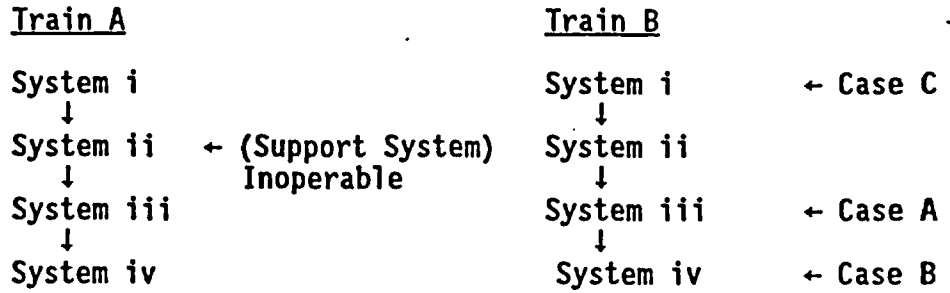 Train A Train B
System i System i ← Case C
↓ ↓
System ii ← (Support System) System ii
↓ Inoperable ↓
System iii System iii ← Case A
↓ ↓
System iv System iv ← Case B